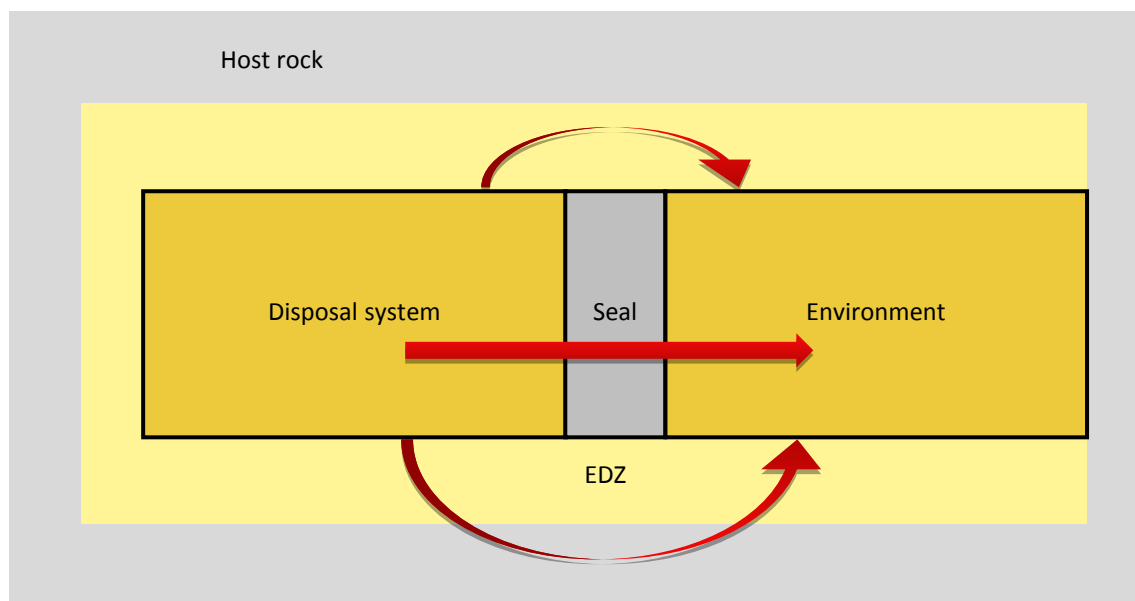 Host rock
Disposal system
Seal
Environment
EDZ